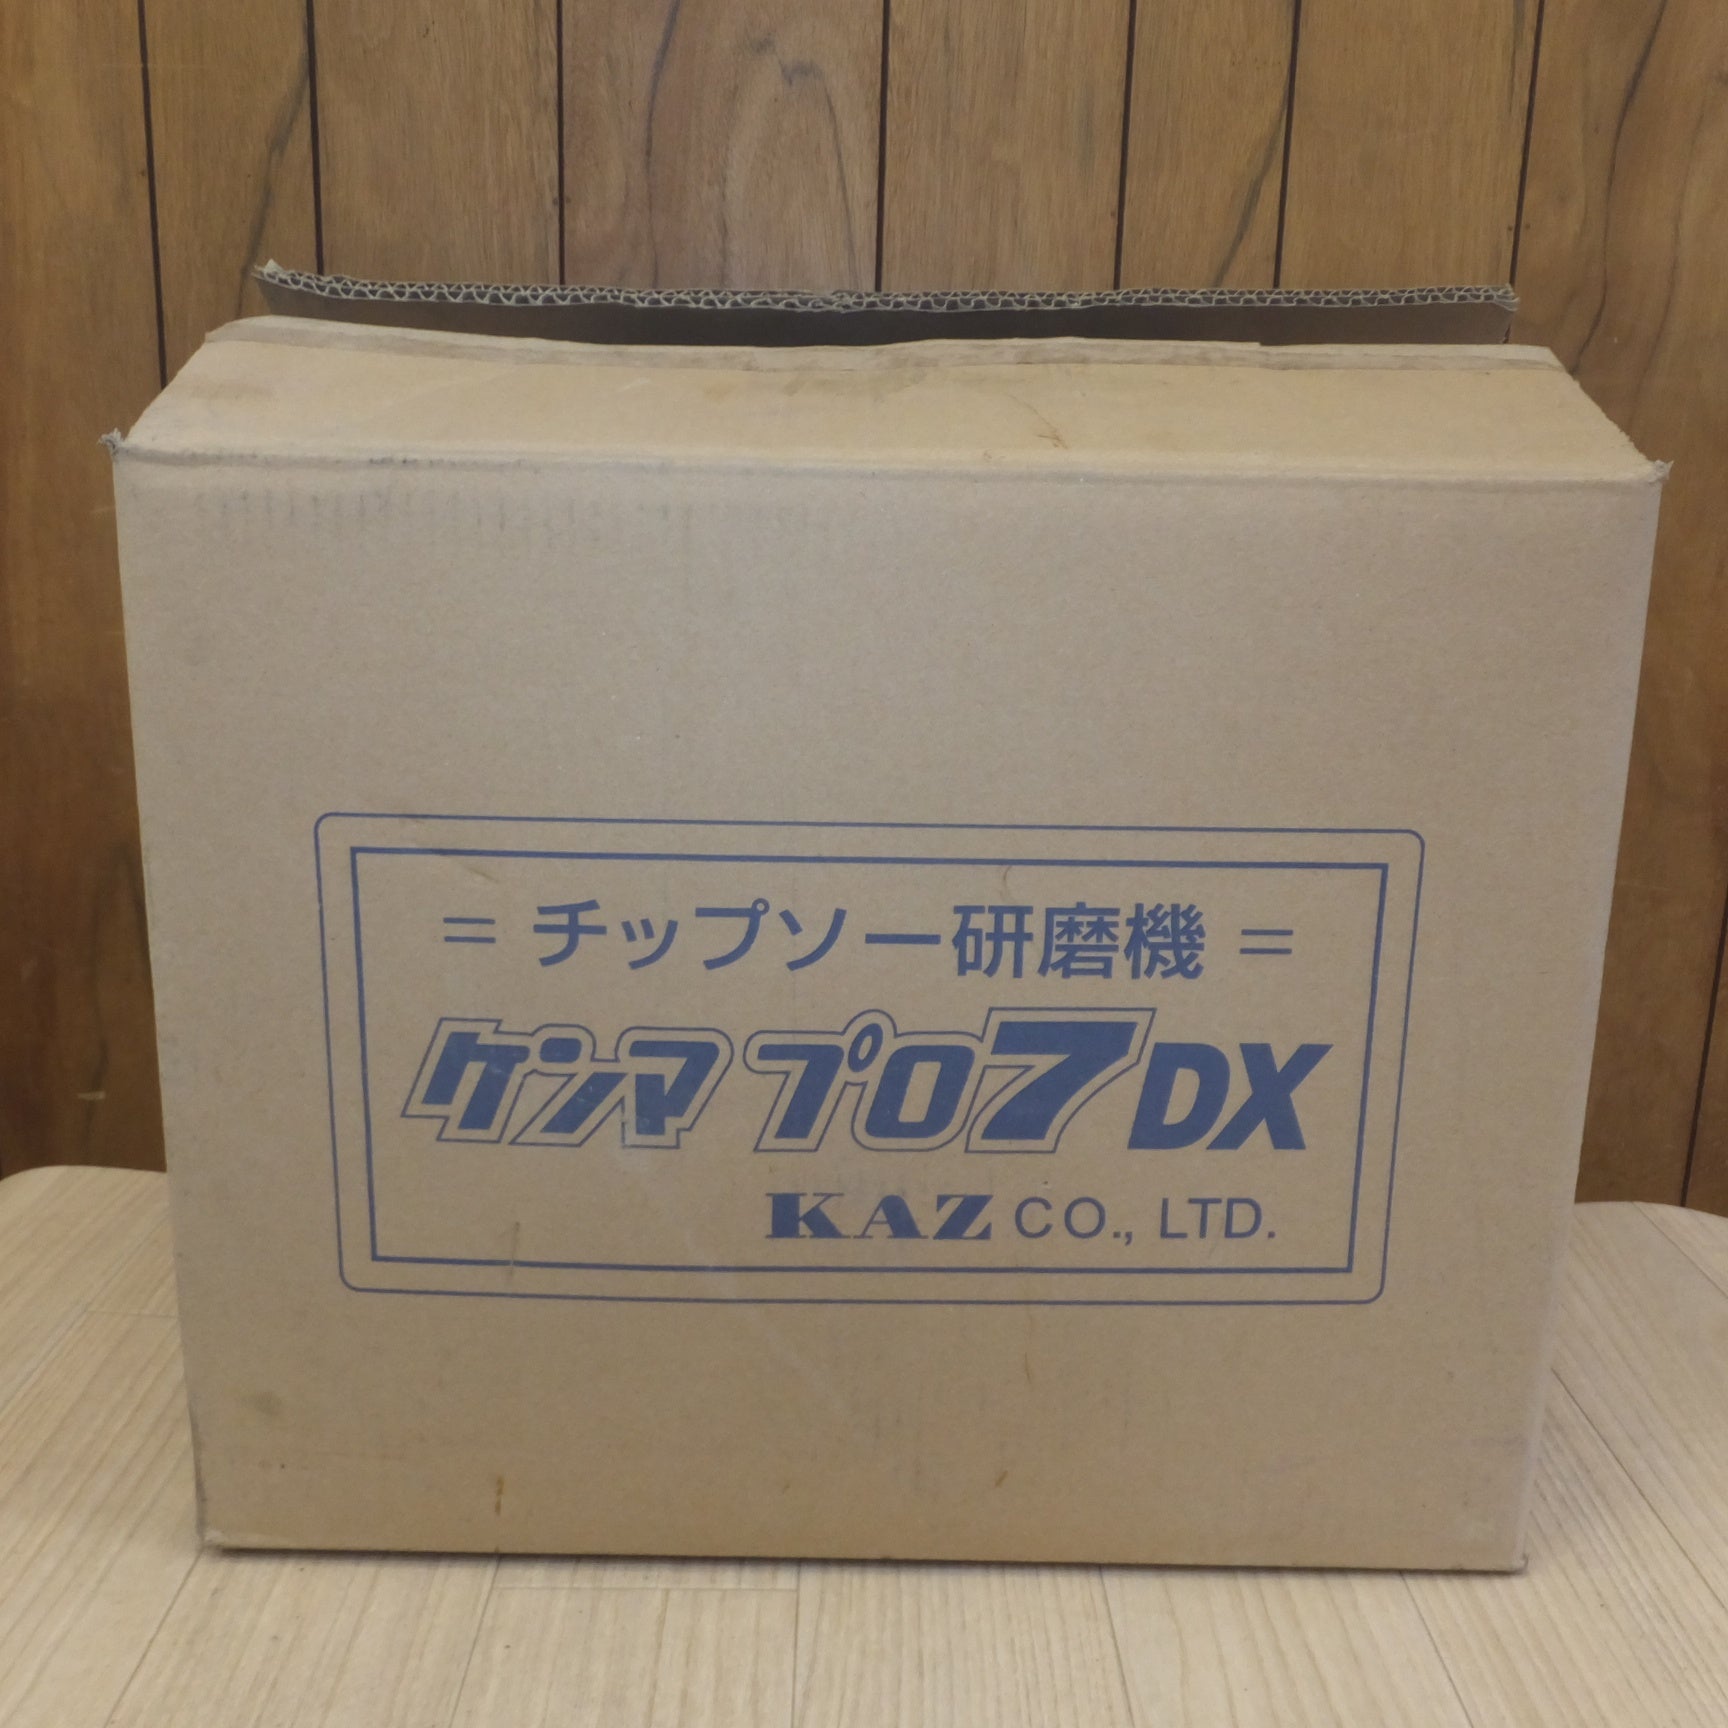 = チップソー研磨機 =
ケンマ プロ7DX
KAZ CO., LTD.